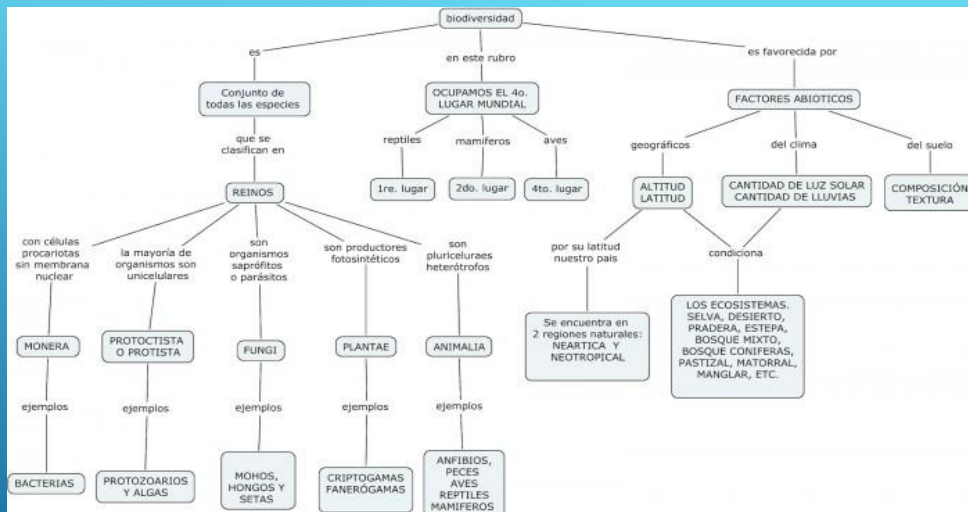 biodiversidad
es
en este rubro
es favorecida por
Conjunto de
todas las especies
OCUPAMOS EL 4o.
LUGAR MUNDIAL
FACTORES ABIOTICOS
que se
clasifican en
reptiles
mamiferos
aves
geográficos
del clima
del suelo
REINOS
1re. lugar
2do. lugar
4to. lugar
ALTITUD
LATITUD
CANTIDAD DE LUZ SOLAR
CANTIDAD DE LLUVIAS
COMPOSICIÓN
TEXTURA
con células
procariotas
sin membrana
nuclear
la mayoría de
organismos son
unicelulares
son
organismos
saprófitos
o parásitos
son productores
fotosintéticos
son
pluriceluraes
heterótrofos
por su latitud
nuestro pais
condiciona
MONERA
PROTOCTISTA
O PROTISTA
FUNGI
PLANTAE
ANIMALIA
Se encuentra en
2 regiones naturales:
NEARTICA Y
NEOTROPICAL
LOS ECOSISTEMAS.
SELVA, DESIERTO,
PRADERA, ESTEPA,
BOSQUE MIXTO,
BOSQUE CONIFERAS,
PASTIZAL, MATORRAL,
MANGLAR, ETC.
ejemplos
ejemplos
ejemplos
ejemplos
ejemplos
BACTERIAS
PROTOZOARIOS
Y ALGAS
MOHOS,
HONGOS Y
SETAS
CRIPTOGAMAS
FANERÓGAMAS
ANFIBIOS,
PECES
AVES
REPTILES
MAMIFEROS